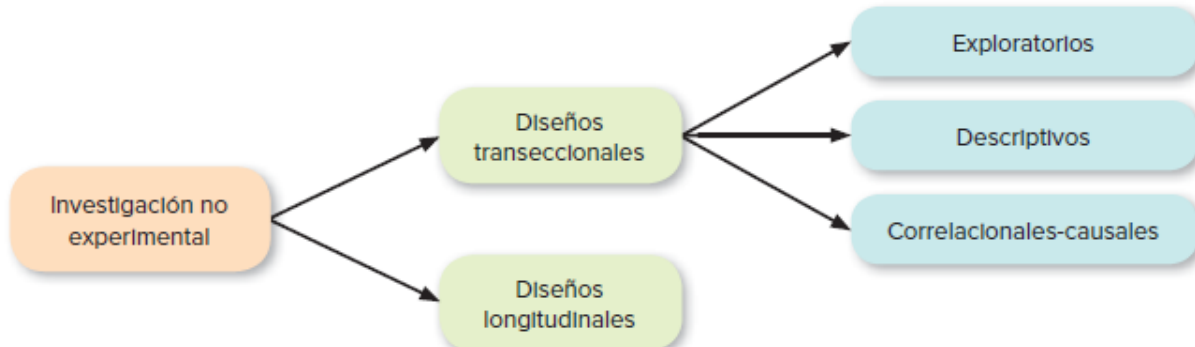 Investigación no
experimental
Diseños
transeccionales
Diseños
longitudinales
Exploratorios
Descriptivos
Correlacionales-causales